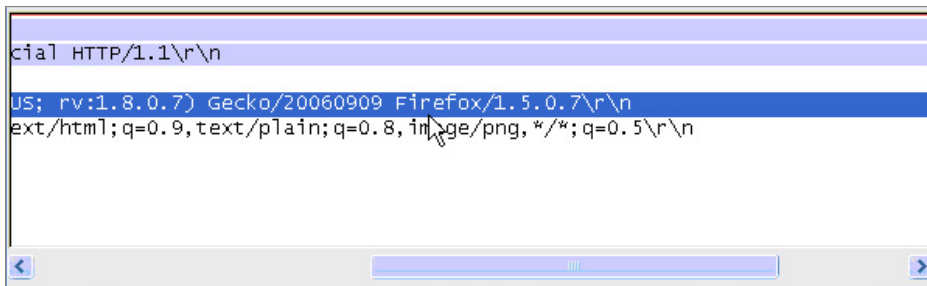 cial HTTP/1.1\r\n
US; rv:1.8.0.7) Gecko/20060909 Firefox/1.5.0.7\r\n
ext/html;q=0.9,text/plain;q=0.8,image/png,*/*;q=0.5\r\n